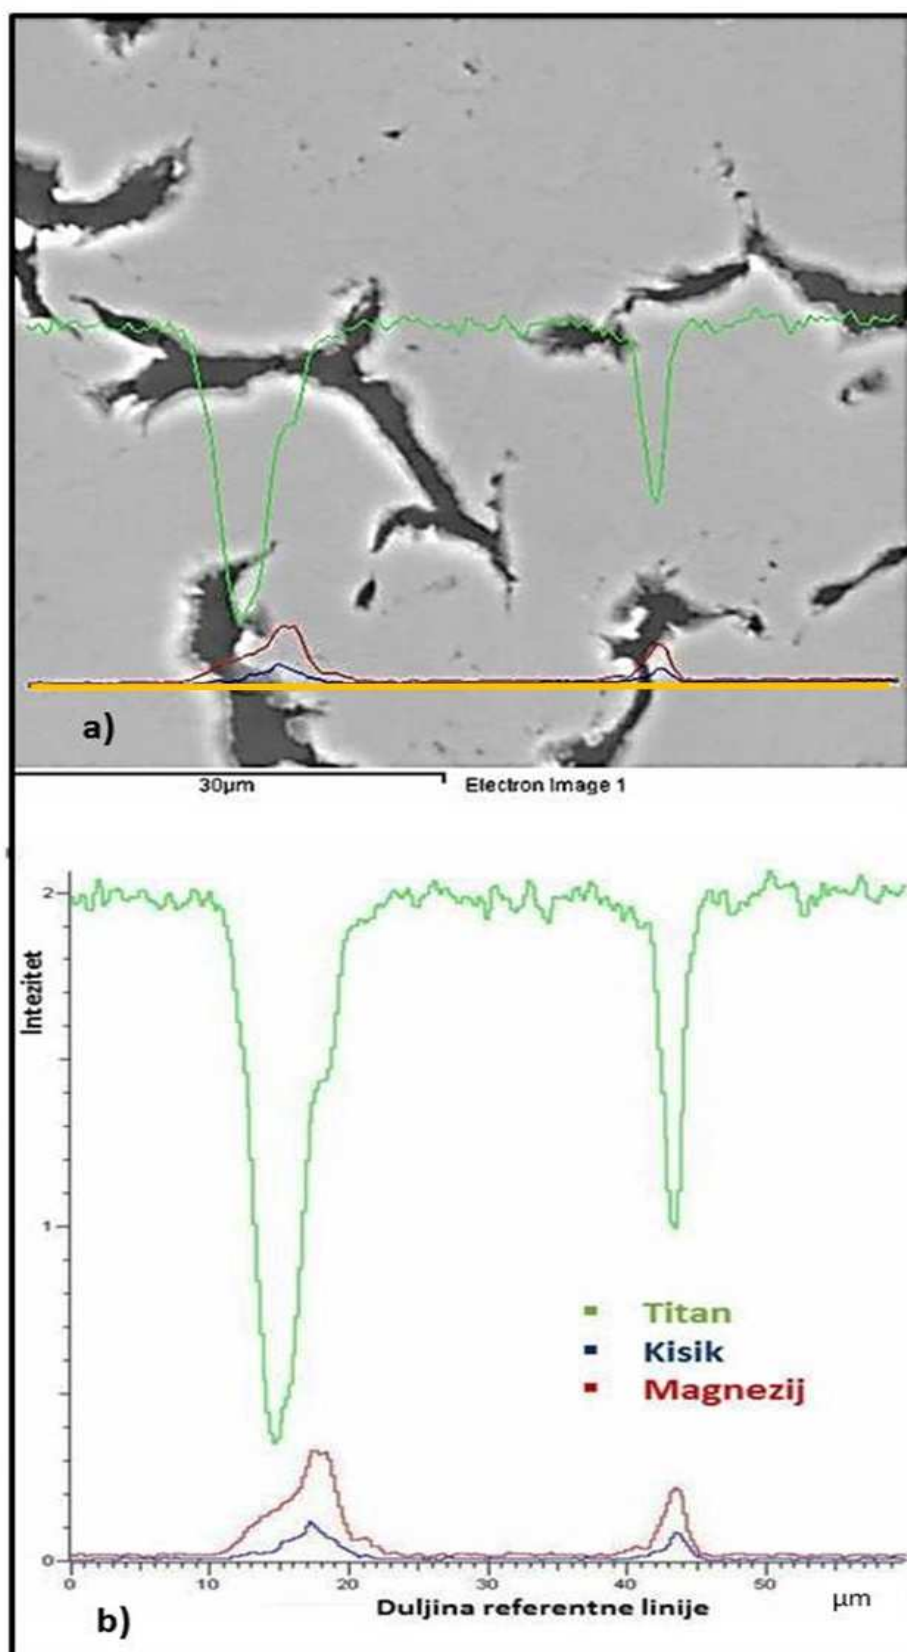 a)
30µm Electron Image 1
2
Intezitet
1
Titan
Kisik
Magnezij
0
0 10 20 30 40 50 µm
Duljina referentne linije
b)